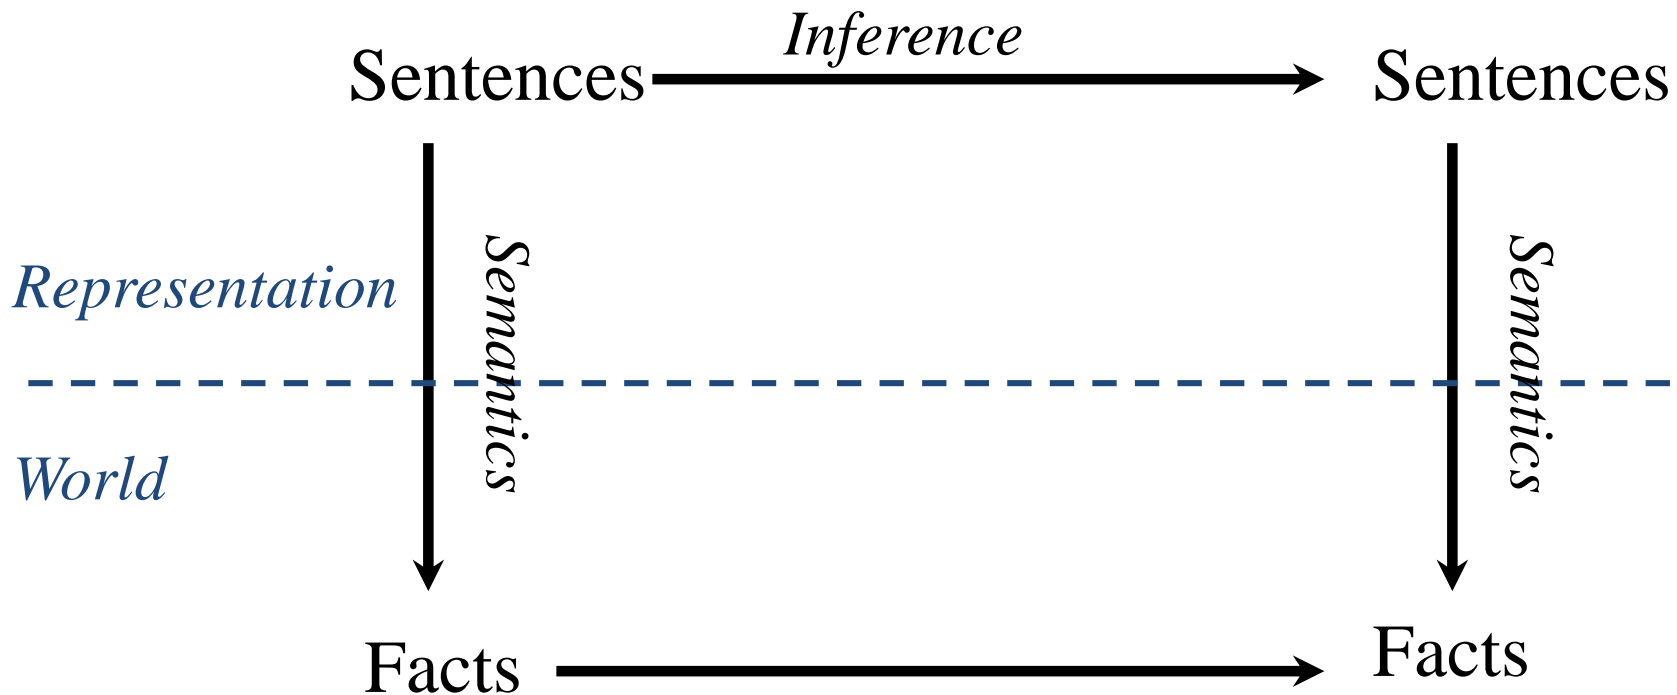 Inference
Sentences
Sentences
Semantics
Semantics
Representation
World
Facts
Facts